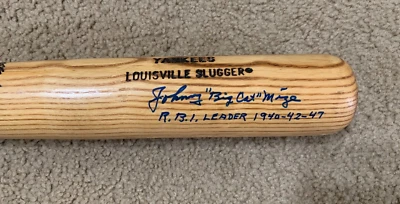 YANKEES
LOUISVILLE SLUGGER®
Johnny "Big Cat" Mize
R.B.I. LEADER 1940-42-47